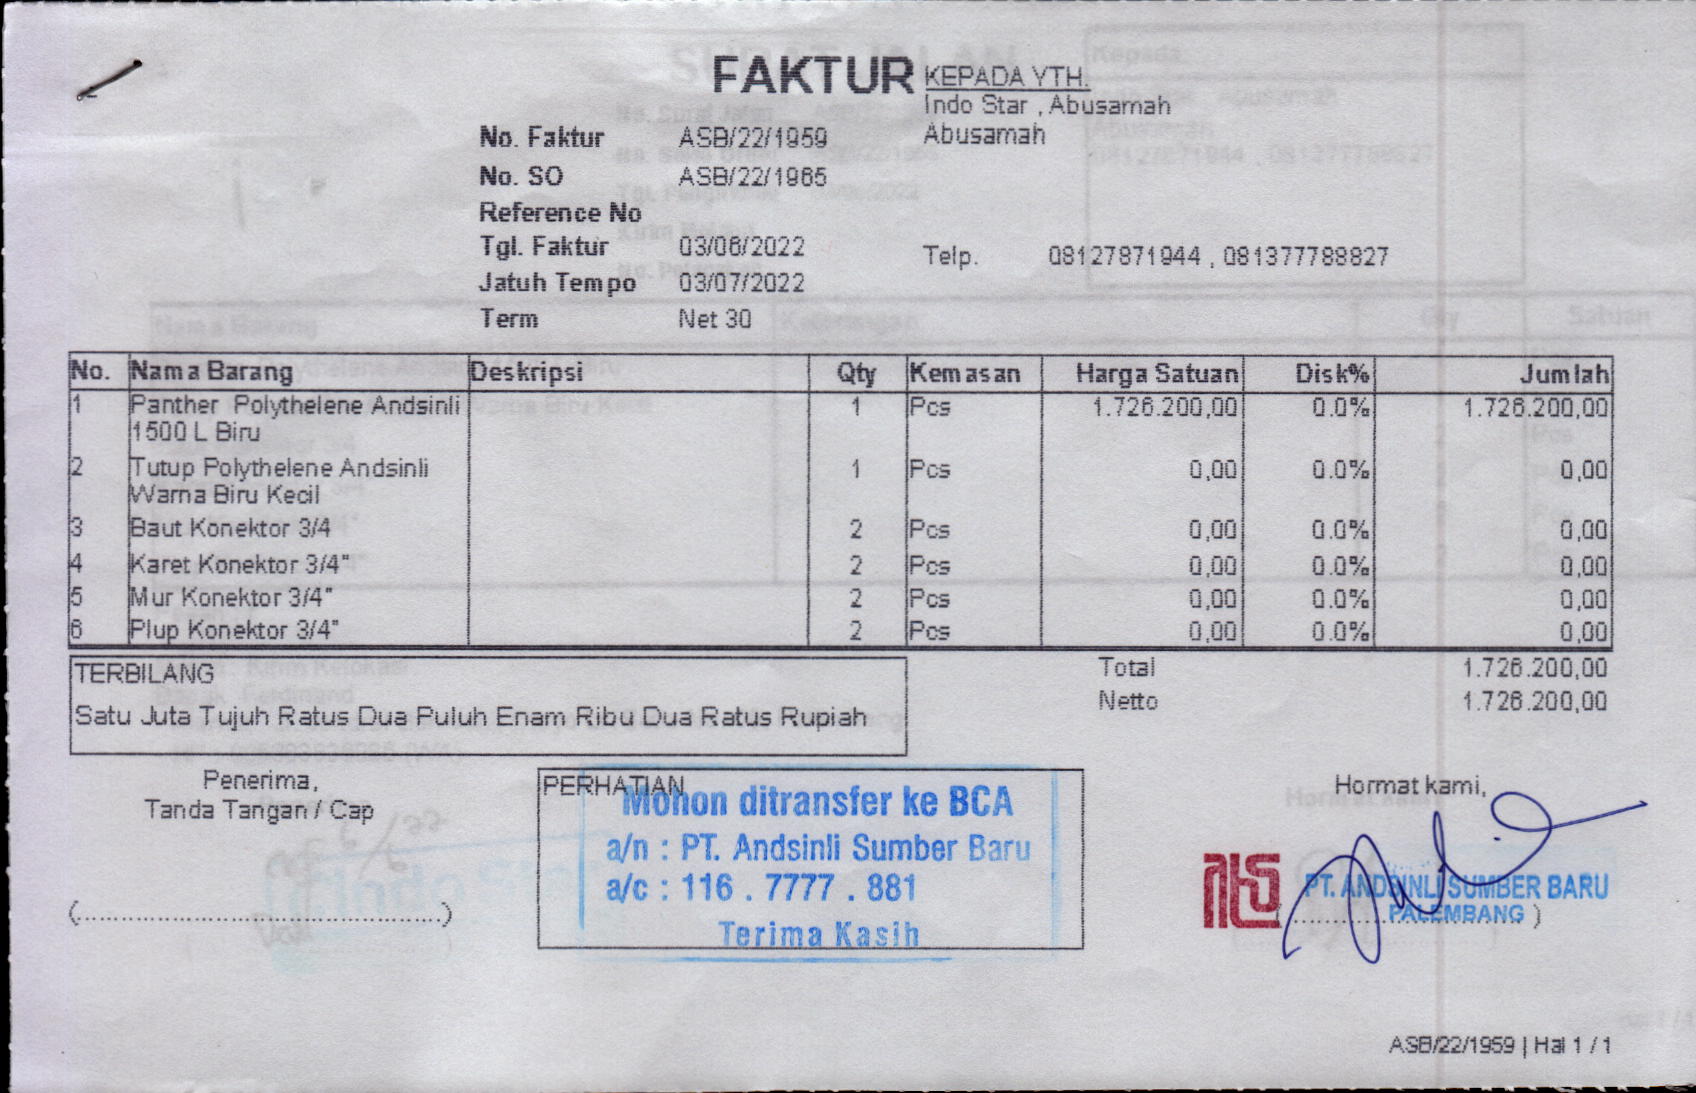 FAKTUR
KEPADA YTH.
Indo Star , Abusamah
Abusamah
No. Faktur ASB/22/1959
No. SO ASB/22/1965
Reference No
Tgl. Faktur 03/06/2022
Telp. 08127871944 , 081377788827
Jatuh Tempo 03/07/2022
Term Net 30
No. Nama Barang Deskripsi Qty Kemasan Harga Satuan Disk% Jumlah
1 Panther Polythelene Andsinli 1 Pcs 1.726.200,00 0.0% 1.726.200,00
1500 L Biru
2 Tutup Polythelene Andsinli 1 Pcs 0,00 0.0% 0,00
Warna Biru Kecil
3 Baut Konektor 3/4 2 Pcs 0,00 0.0% 0,00
4 Karet Konektor 3/4" 2 Pcs 0,00 0.0% 0,00
5 Mur Konektor 3/4" 2 Pcs 0,00 0.0% 0,00
6 Plup Konektor 3/4" 2 Pcs 0,00 0.0% 0,00
TERBILANG
Satu Juta Tujuh Ratus Dua Puluh Enam Ribu Dua Ratus Rupiah
Total 1.726.200,00
Netto 1.726.200,00
Penerima,
Tanda Tangan / Cap
(..............................................)
PERHATIAN
Mohon ditransfer ke BCA
a/n : PT. Andsinli Sumber Baru
a/c : 116 . 7777 . 881
Terima Kasih
Hormat kami,
PT. ANDSINLI SUMBER BARU
PALEMBANG
ASB/22/1959 | Hal 1 / 1